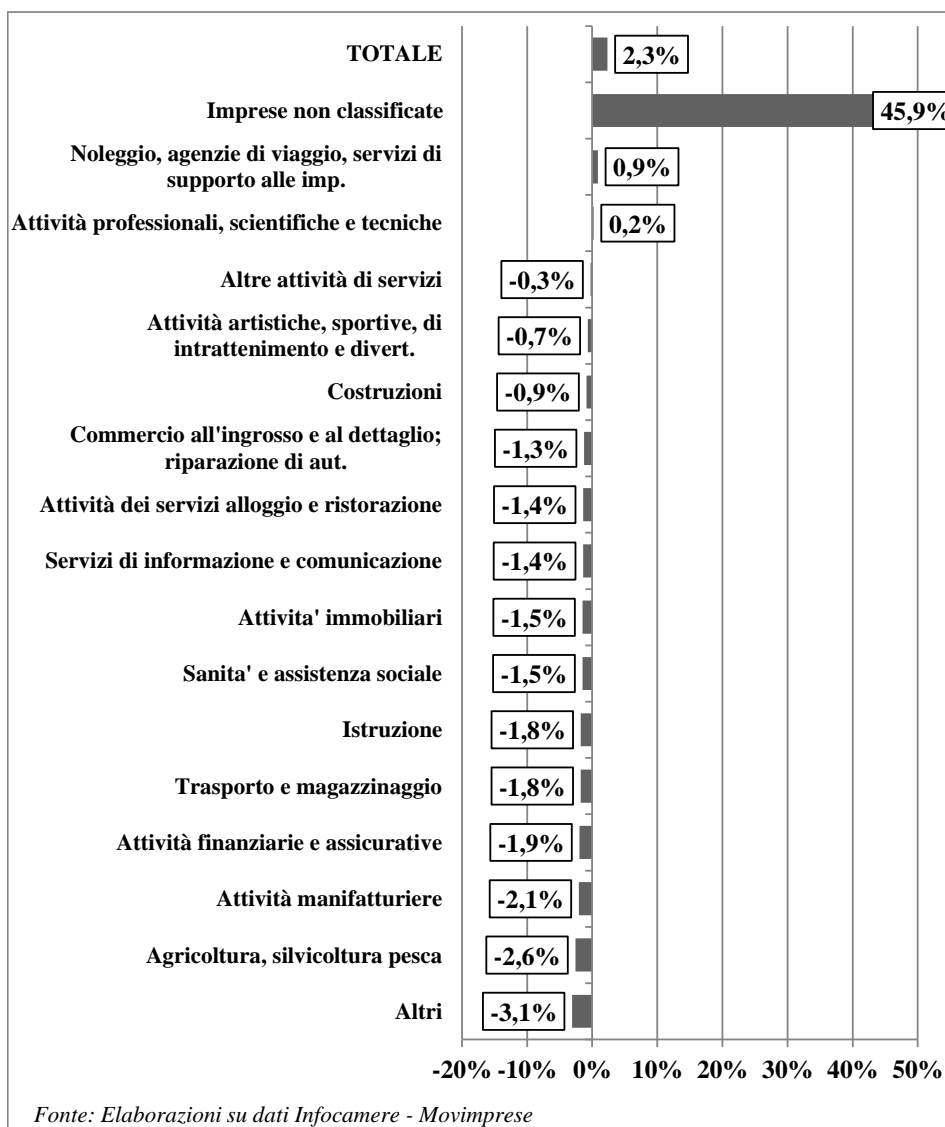 TOTALE
2,3%
Imprese non classificate
45,9%
Noleggio, agenzie di viaggio, servizi di
supporto alle imp.
0,9%
Attività professionali, scientifiche e tecniche
0,2%
Altre attività di servizi
-0,3%
Attività artistiche, sportive, di
intrattenimento e divert.
-0,7%
Costruzioni
-0,9%
Commercio all'ingrosso e al dettaglio;
riparazione di aut.
-1,3%
Attività dei servizi alloggio e ristorazione
-1,4%
Servizi di informazione e comunicazione
-1,4%
Attivita' immobiliari
-1,5%
Sanita' e assistenza sociale
-1,5%
Istruzione
-1,8%
Trasporto e magazzinaggio
-1,8%
Attività finanziarie e assicurative
-1,9%
Attività manifatturiere
-2,1%
Agricoltura, silvicoltura pesca
-2,6%
Altri
-3,1%
-20% -10% 0% 10% 20% 30% 40% 50%
Fonte: Elaborazioni su dati Infocamere - Movimprese